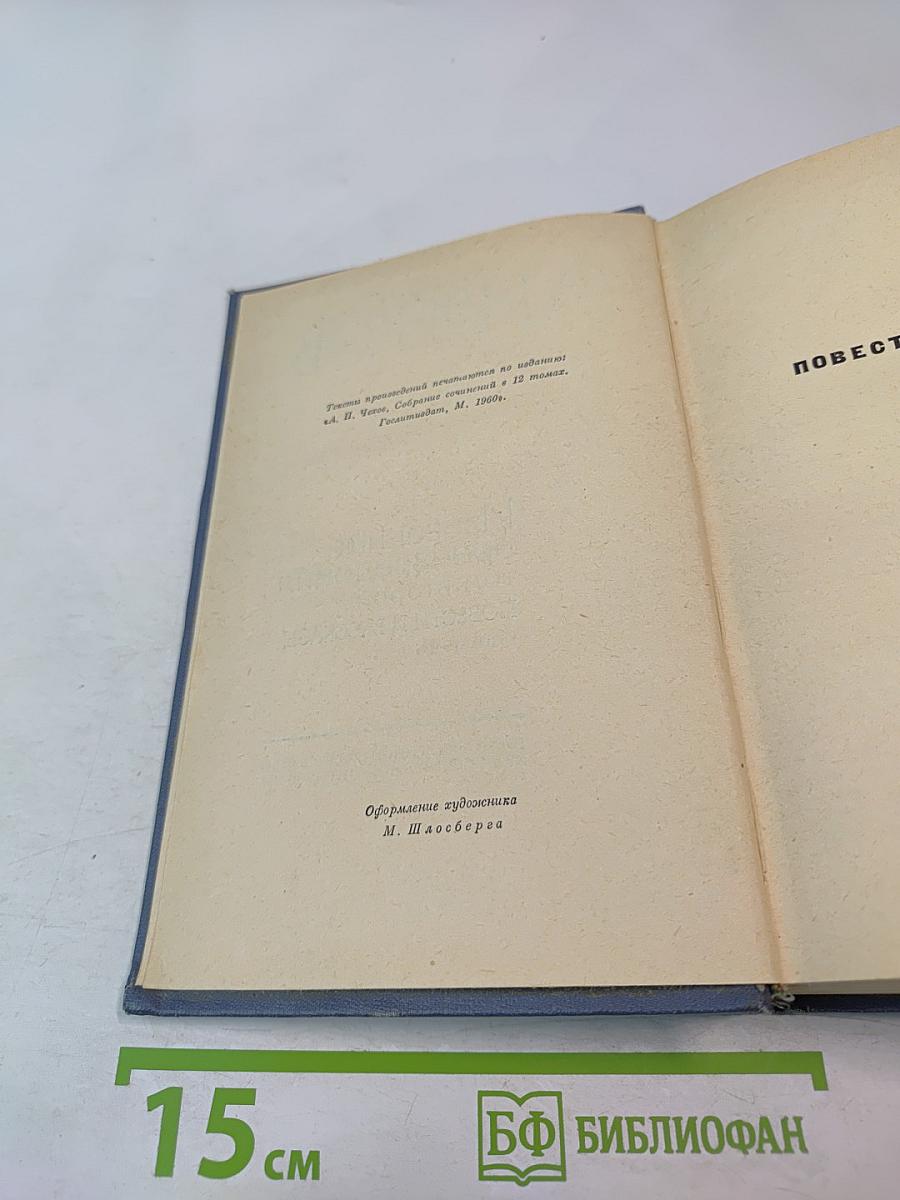 Тексты произведений печатаются по изданию:
«А. П. Чехов, Собрание сочинений в 12 томах.
Гослитиздат, М. 1960».
Оформление художника
М. Шлосберга
ПОВЕСТ
15 см
БФ БИБЛИОФАН